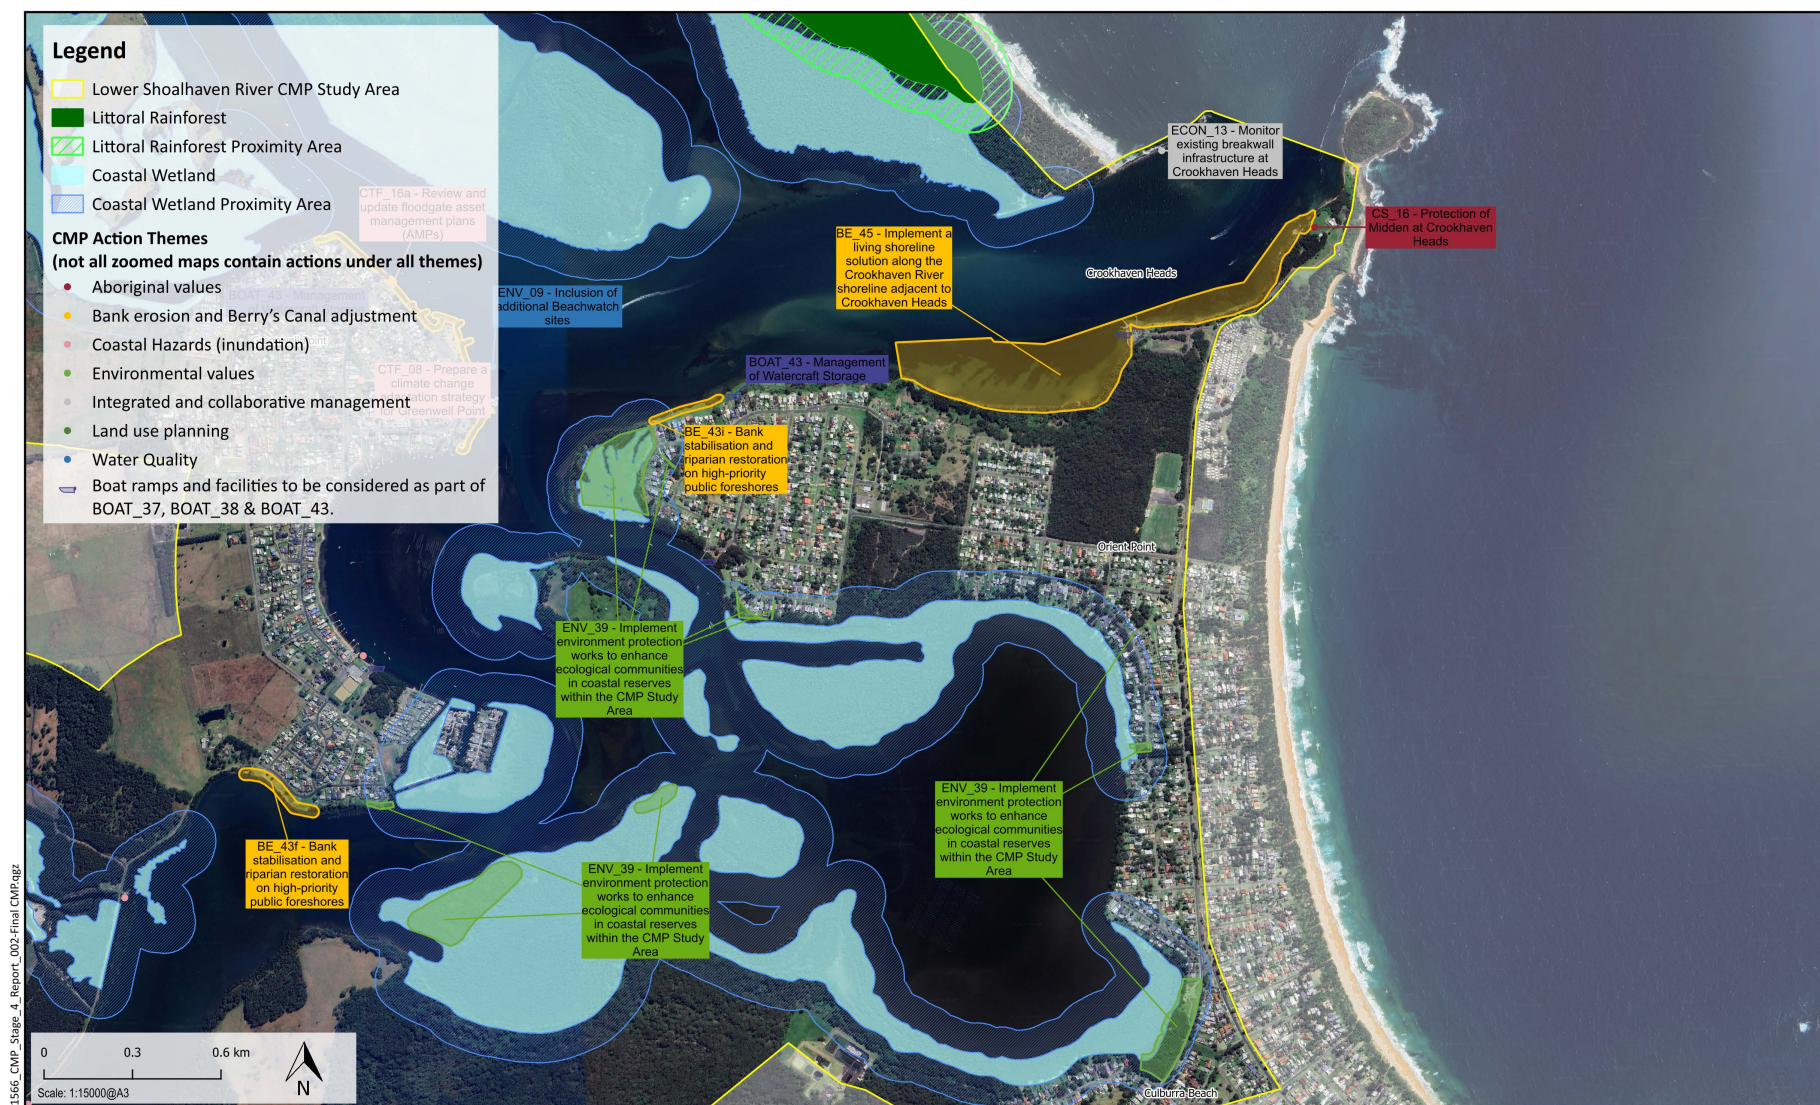 Legend
Lower Shoalhaven River CMP Study Area
Littoral Rainforest
Littoral Rainforest Proximity Area
Coastal Wetland
Coastal Wetland Proximity Area
CMP Action Themes
(not all zoomed maps contain actions under all themes)
Aboriginal values
Bank erosion and Berry's Canal adjustment
Coastal Hazards (inundation)
Environmental values
Integrated and collaborative management
Land use planning
Water Quality
Boat ramps and facilities to be considered as part of
BOAT_37, BOAT_38 & BOAT_43.
CTF_16a - Review and
update floodgate asset
management plans
(AMPs)
BOAT_43 - Management
CTF_08 - Prepare a
climate change
adaptation strategy
for Greenwell Point
ENV_09 - Inclusion of
additional Beachwatch
sites
ECON_13 - Monitor
existing breakwall
infrastructure at
Crookhaven Heads
CS_16 - Protection of
Midden at Crookhaven
Heads
BE_45 - Implement a
living shoreline
solution along the
Crookhaven River
shoreline adjacent to
Crookhaven Heads
Crookhaven Heads
BOAT_43 - Management
of Watercraft Storage
BE_43i - Bank
stabilisation and
riparian restoration
on high-priority
public foreshores
Orient Point
ENV_39 - Implement
environment protection
works to enhance
ecological communities
in coastal reserves
within the CMP Study
Area
ENV_39 - Implement
environment protection
works to enhance
ecological communities
in coastal reserves
within the CMP Study
Area
BE_43f - Bank
stabilisation and
riparian restoration
on high-priority
public foreshores
ENV_39 - Implement
environment protection
works to enhance
ecological communities
in coastal reserves
within the CMP Study
Area
Culburra Beach
0 0.3 0.6 km
N
Scale: 1:15000@A3
1566_CMP_Stage_4_Report_002-Final CMP.qgz